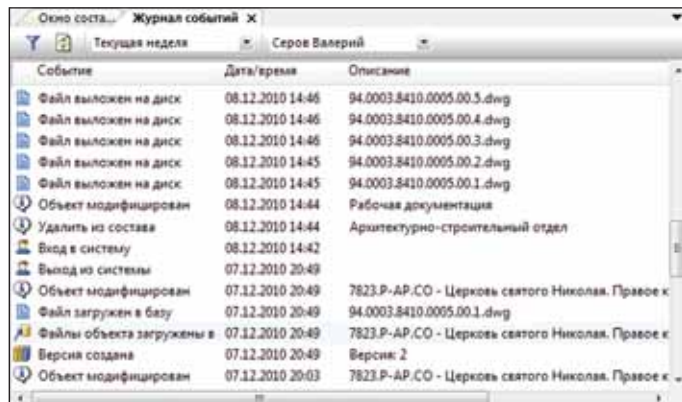 Окно соста... Журнал событий X
Текущая неделя Серов Валерий
Событие Дата/время Описание
Файл выложен на диск 08.12.2010 14:46 94.0003.8410.0005.00.5.dwg
Файл выложен на диск 08.12.2010 14:46 94.0003.8410.0005.00.4.dwg
Файл выложен на диск 08.12.2010 14:46 94.0003.8410.0005.00.3.dwg
Файл выложен на диск 08.12.2010 14:45 94.0003.8410.0005.00.2.dwg
Файл выложен на диск 08.12.2010 14:45 94.0003.8410.0005.00.1.dwg
Объект модифицирован 08.12.2010 14:44 Рабочая документация
Удалить из состава 08.12.2010 14:44 Архитектурно-строительный отдел
Вход в систему 08.12.2010 14:42
Выход из системы 07.12.2010 20:49
Объект модифицирован 07.12.2010 20:49 7823.Р-АР.СО - Церковь святого Николая. Правое к
Файл загружен в базу 07.12.2010 20:49 94.0003.8410.0005.00.1.dwg
Файлы объекта загружены в 07.12.2010 20:49 7823.Р-АР.СО - Церковь святого Николая. Правое к
Версия создана 07.12.2010 20:49 Версия: 2
Объект модифицирован 07.12.2010 20:03 7823.Р-АР.СО - Церковь святого Николая. Правое к